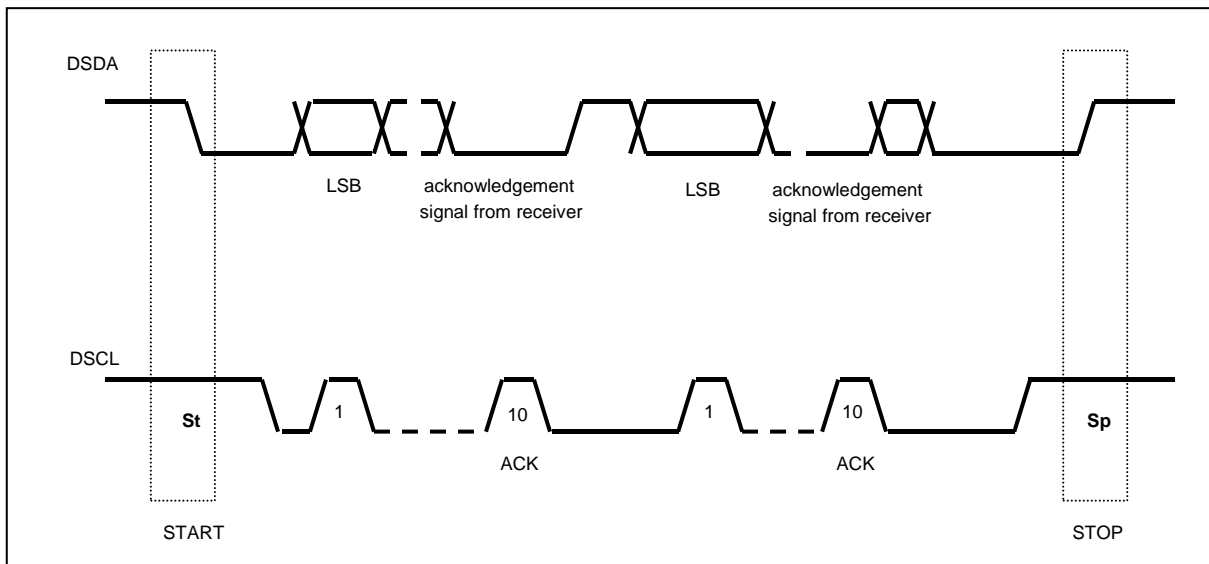 DSDA
LSB
acknowledgement
signal from receiver
LSB
acknowledgement
signal from receiver
DSCL
St
1
10
1
10
Sp
ACK
ACK
START
STOP